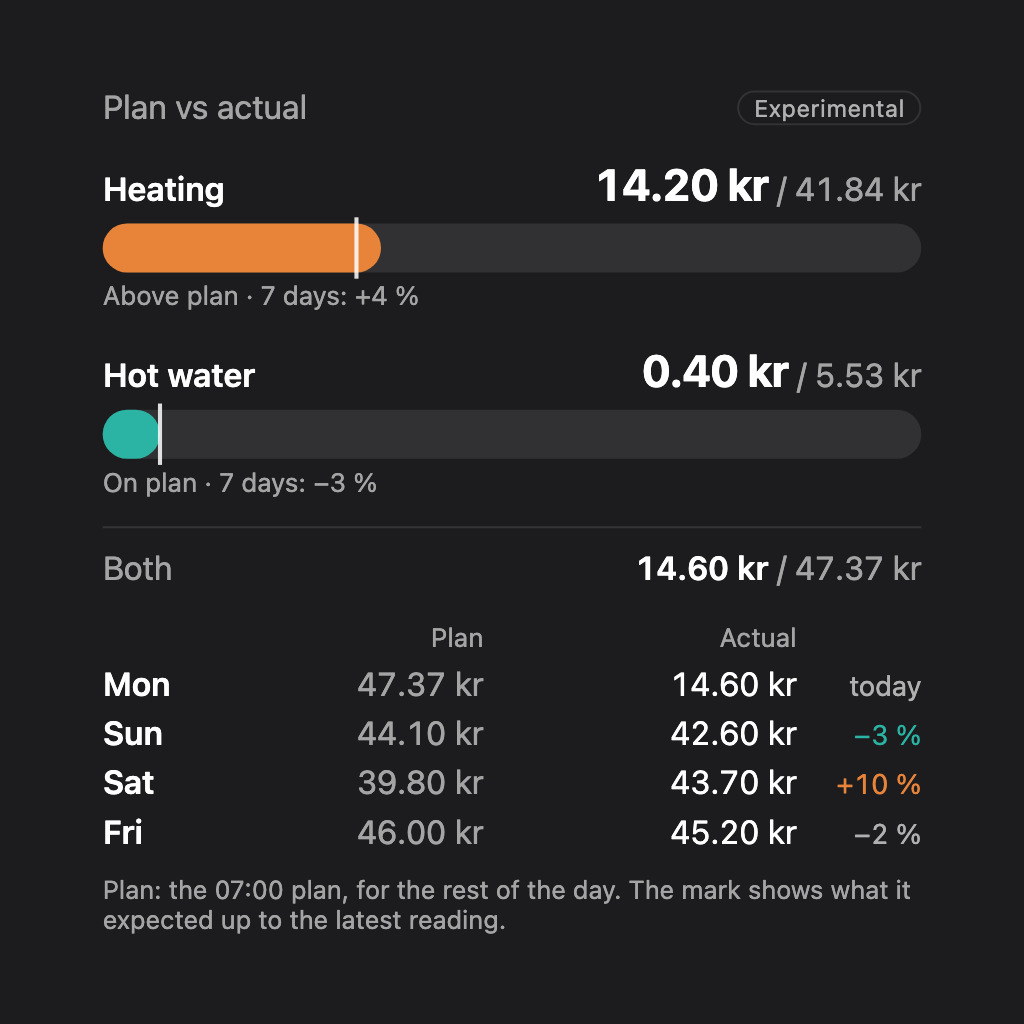 Plan vs actual Experimental
Heating 14.20 kr / 41.84 kr
Above plan · 7 days: +4 %
Hot water 0.40 kr / 5.53 kr
On plan · 7 days: −3 %
Both 14.60 kr / 47.37 kr
Plan Actual
Mon 47.37 kr 14.60 kr today
Sun 44.10 kr 42.60 kr −3 %
Sat 39.80 kr 43.70 kr +10 %
Fri 46.00 kr 45.20 kr −2 %
Plan: the 07:00 plan, for the rest of the day. The mark shows what it
expected up to the latest reading.